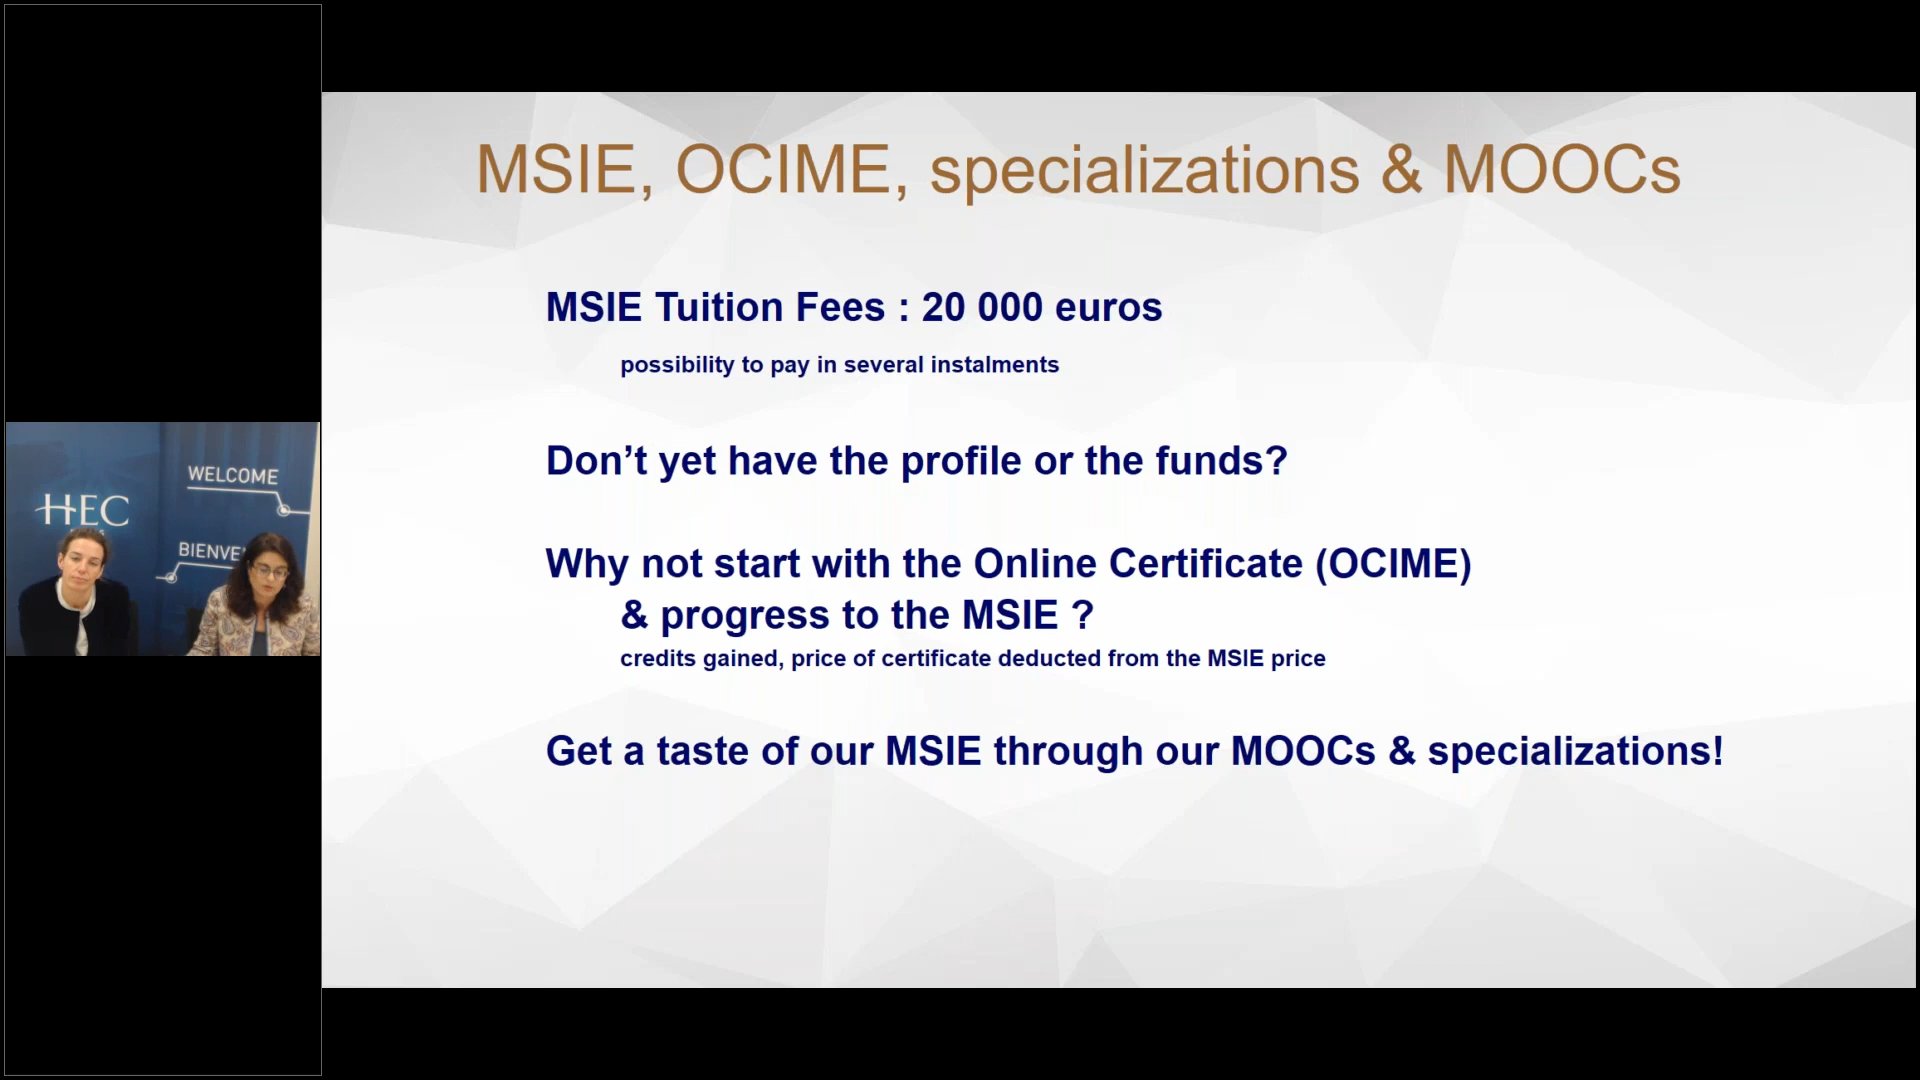 MSIE, OCIME, specializations & MOOCs
MSIE Tuition Fees : 20 000 euros
possibility to pay in several instalments
Don’t yet have the profile or the funds?
Why not start with the Online Certificate (OCIME)
& progress to the MSIE ?
credits gained, price of certificate deducted from the MSIE price
Get a taste of our MSIE through our MOOCs & specializations!
WELCOME
HEC